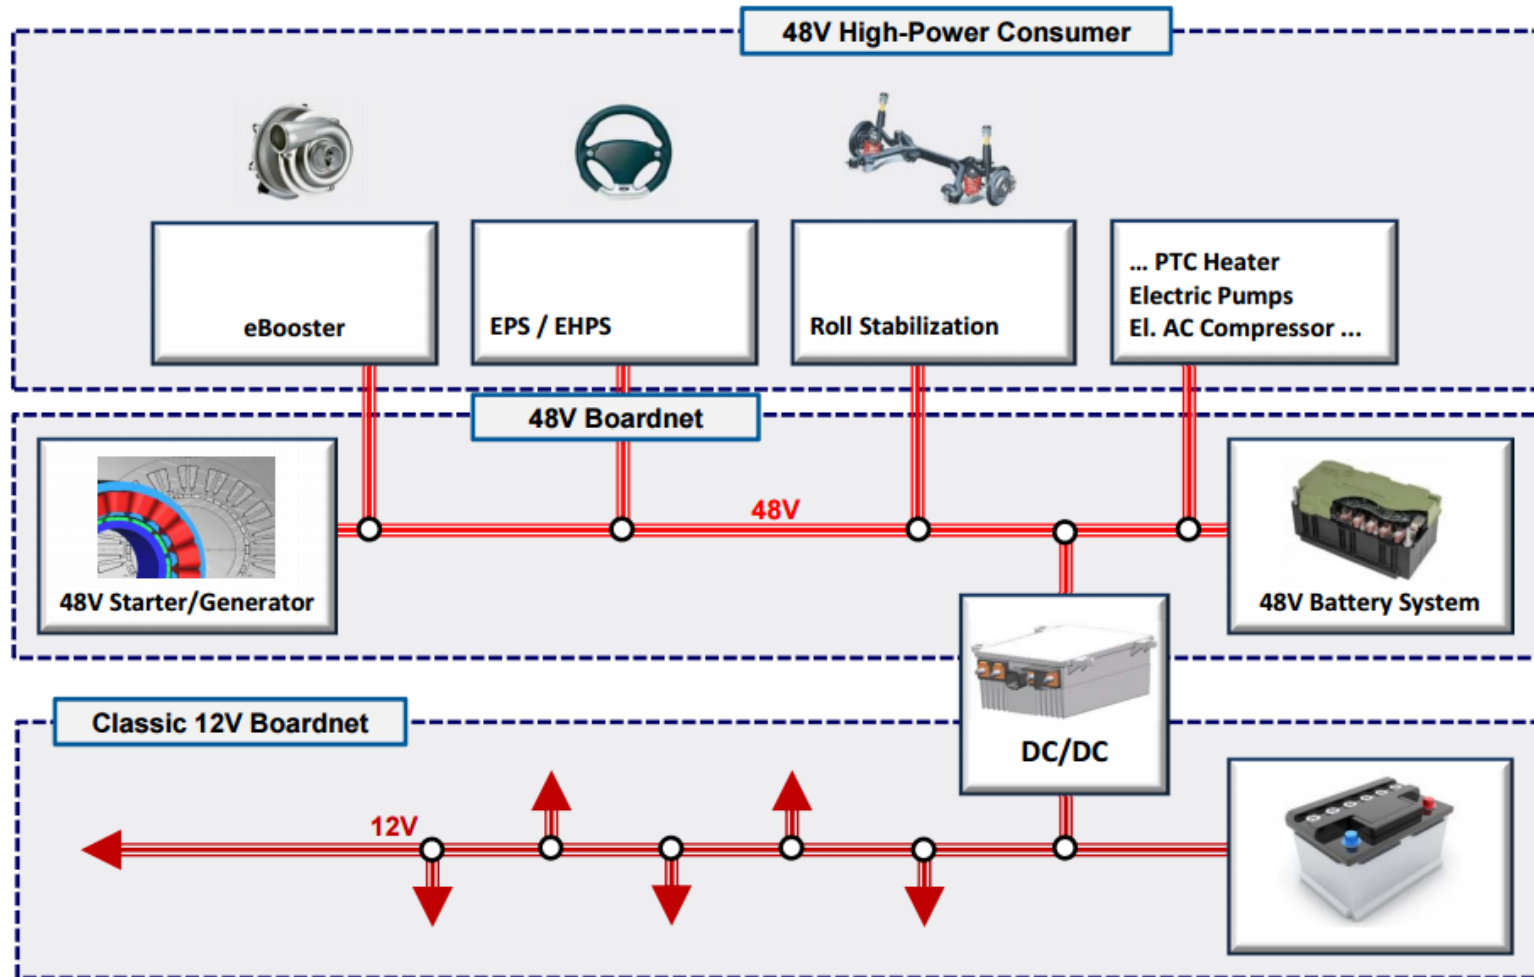 48V High-Power Consumer
eBooster
EPS / EHPS
Roll Stabilization
... PTC Heater
Electric Pumps
El. AC Compressor ...
48V Boardnet
48V
48V Starter/Generator
48V Battery System
DC/DC
Classic 12V Boardnet
12V